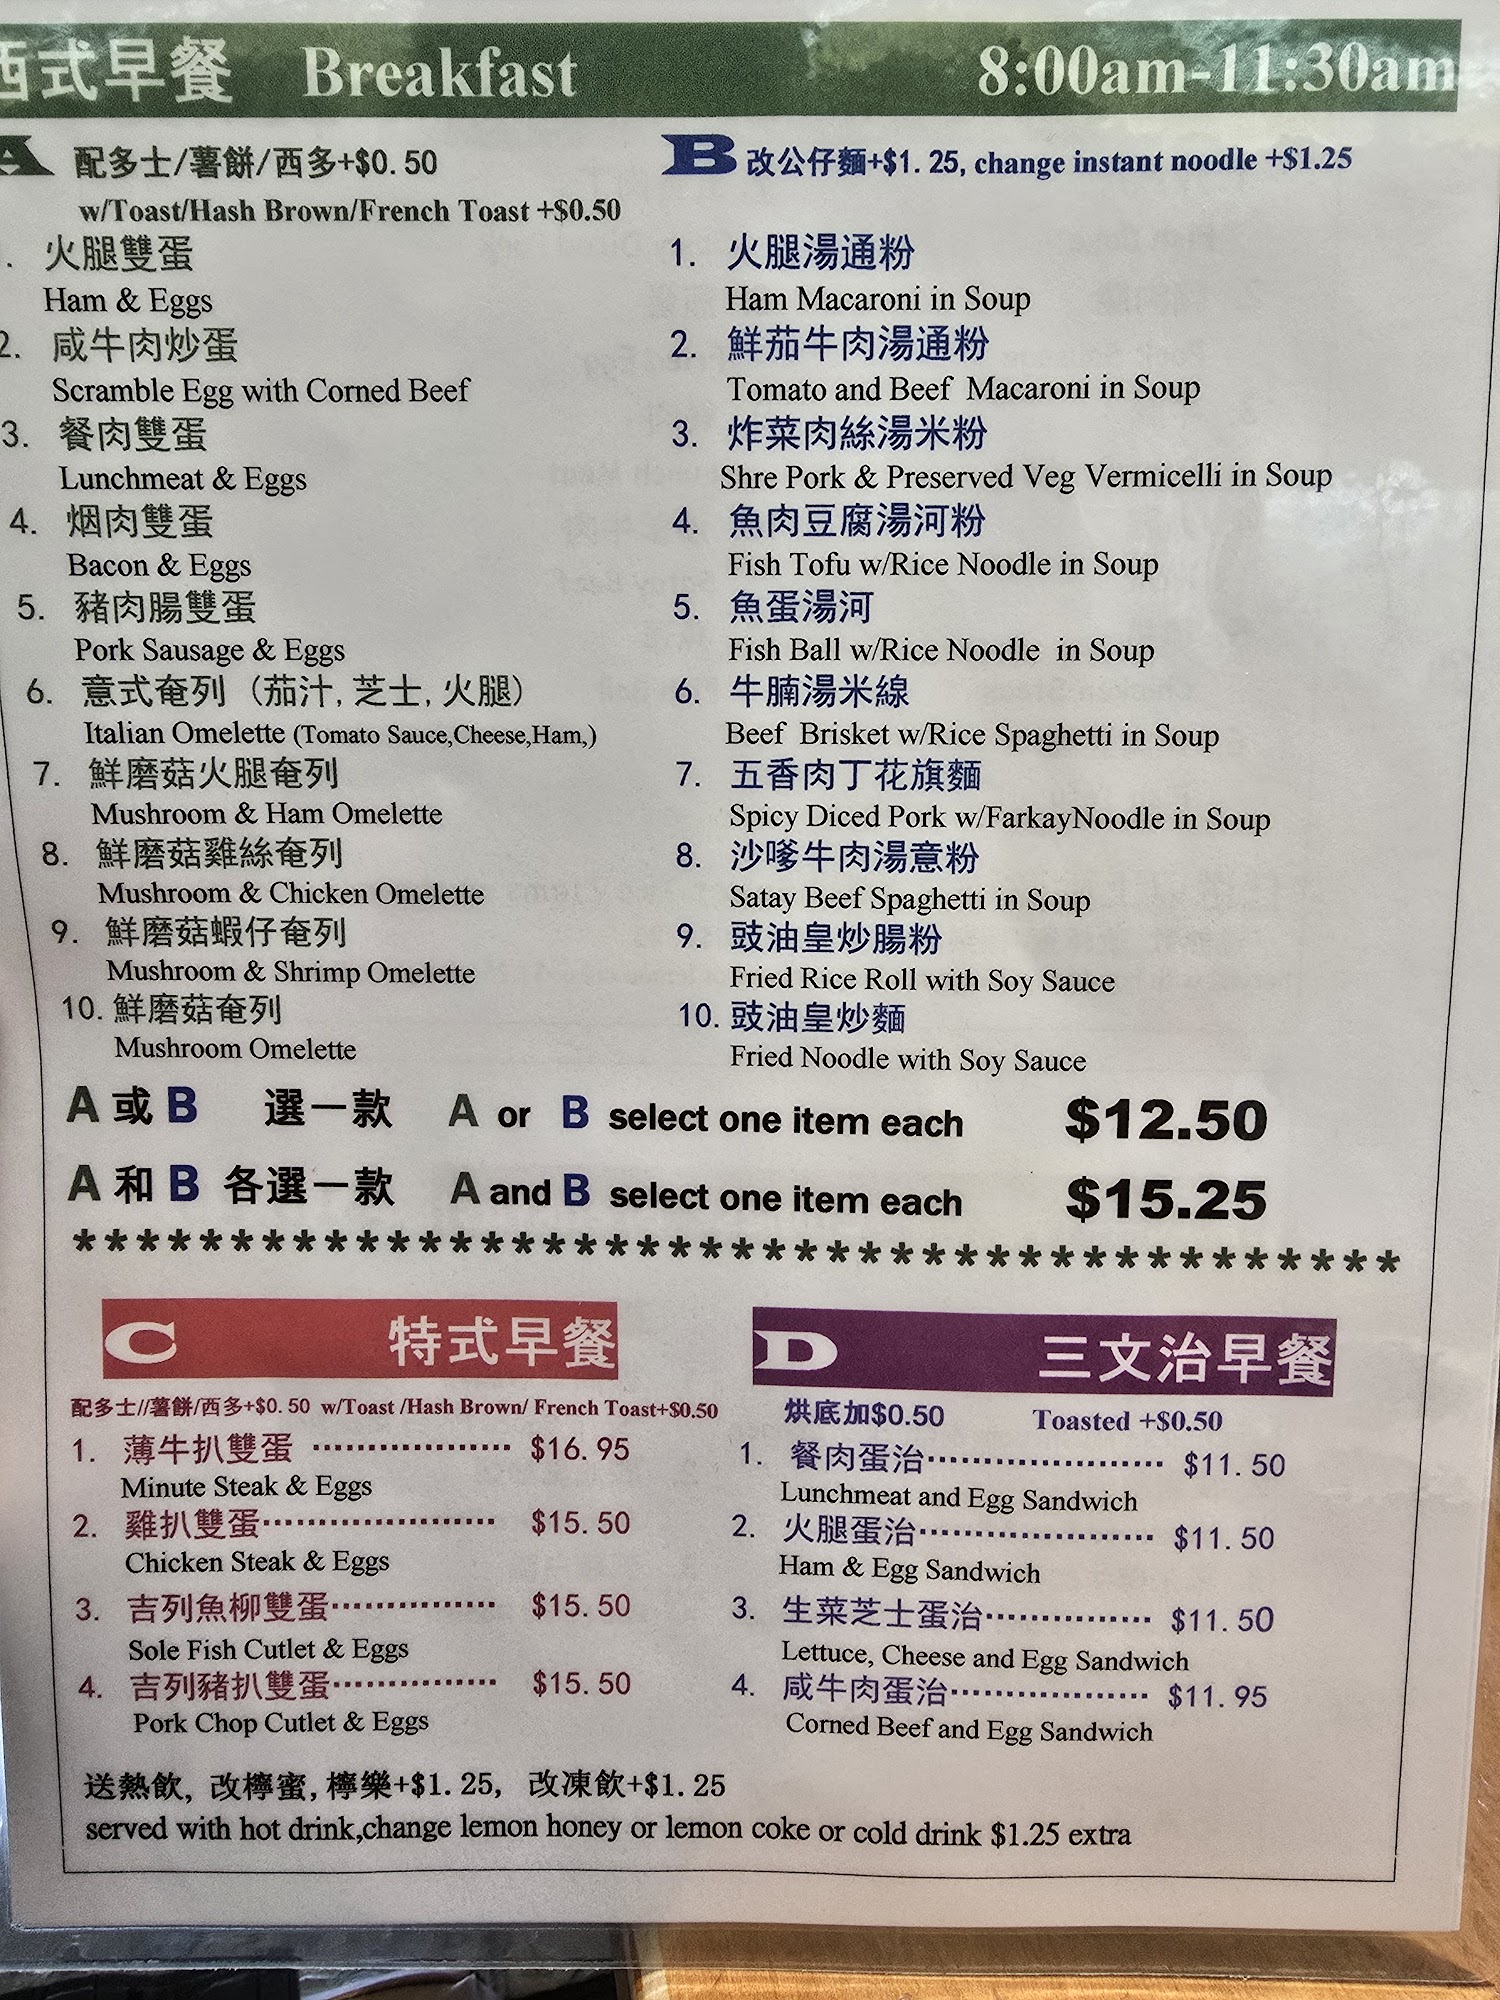 西式早餐 Breakfast 8:00am-11:30am
A 配多士/薯餅/西多+$0.50
w/Toast/Hash Brown/French Toast +$0.50
. 火腿雙蛋
Ham & Eggs
2. 咸牛肉炒蛋
Scramble Egg with Corned Beef
3. 餐肉雙蛋
Lunchmeat & Eggs
4. 烟肉雙蛋
Bacon & Eggs
5. 豬肉腸雙蛋
Pork Sausage & Eggs
6. 意式奄列 (茄汁,芝士,火腿)
Italian Omelette (Tomato Sauce,Cheese,Ham,)
7. 鮮磨菇火腿奄列
Mushroom & Ham Omelette
8. 鮮磨菇雞絲奄列
Mushroom & Chicken Omelette
9. 鮮磨菇蝦仔奄列
Mushroom & Shrimp Omelette
10. 鮮磨菇奄列
Mushroom Omelette
B 改公仔麵+$1.25, change instant noodle +$1.25
1. 火腿湯通粉
Ham Macaroni in Soup
2. 鮮茄牛肉湯通粉
Tomato and Beef Macaroni in Soup
3. 炸菜肉絲湯米粉
Shre Pork & Preserved Veg Vermicelli in Soup
4. 魚肉豆腐湯河粉
Fish Tofu w/Rice Noodle in Soup
5. 魚蛋湯河
Fish Ball w/Rice Noodle in Soup
6. 牛腩湯米線
Beef Brisket w/Rice Spaghetti in Soup
7. 五香肉丁花旗麵
Spicy Diced Pork w/FarkayNoodle in Soup
8. 沙嗲牛肉湯意粉
Satay Beef Spaghetti in Soup
9. 豉油皇炒腸粉
Fried Rice Roll with Soy Sauce
10. 豉油皇炒麵
Fried Noodle with Soy Sauce
A 或 B 選一款 A or B select one item each $12.50
A 和 B 各選一款 A and B select one item each $15.25
******************************************
C 特式早餐
配多士//薯餅/西多+$0.50 w/Toast /Hash Brown/ French Toast+$0.50
1. 薄牛扒雙蛋 ·················· $16.95
Minute Steak & Eggs
2. 雞扒雙蛋····················· $15.50
Chicken Steak & Eggs
3. 吉列魚柳雙蛋··············· $15.50
Sole Fish Cutlet & Eggs
4. 吉列豬扒雙蛋··············· $15.50
Pork Chop Cutlet & Eggs
D 三文治早餐
烘底加$0.50 Toasted +$0.50
1. 餐肉蛋治····················· $11.50
Lunchmeat and Egg Sandwich
2. 火腿蛋治····················· $11.50
Ham & Egg Sandwich
3. 生菜芝士蛋治··············· $11.50
Lettuce, Cheese and Egg Sandwich
4. 咸牛肉蛋治·················· $11.95
Corned Beef and Egg Sandwich
送熱飲, 改檸蜜,檸樂+$1.25, 改凍飲+$1.25
served with hot drink,change lemon honey or lemon coke or cold drink $1.25 extra